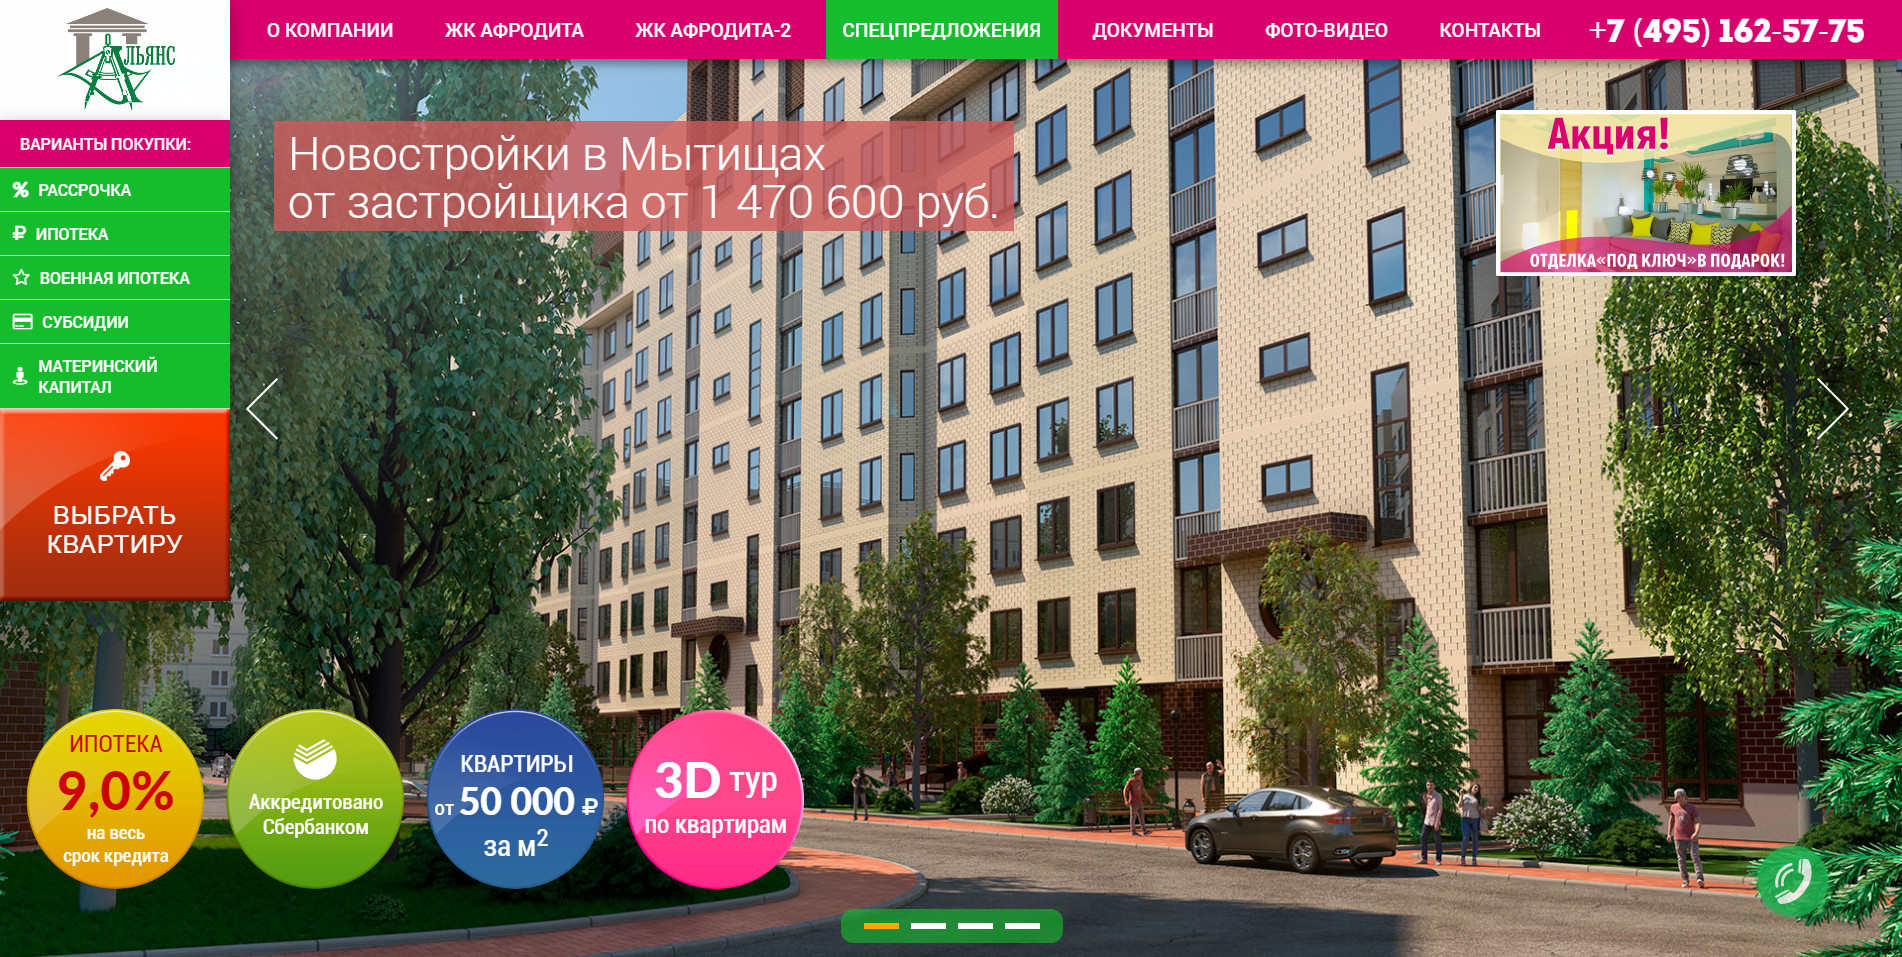 Альянс
О КОМПАНИИ
ЖК АФРОДИТА
ЖК АФРОДИТА-2
СПЕЦПРЕДЛОЖЕНИЯ
ДОКУМЕНТЫ
ФОТО-ВИДЕО
КОНТАКТЫ
+7 (495) 162-57-75
ВАРИАНТЫ ПОКУПКИ:
РАССРОЧКА
ИПОТЕКА
ВОЕННАЯ ИПОТЕКА
СУБСИДИИ
МАТЕРИНСКИЙ
КАПИТАЛ
ВЫБРАТЬ
КВАРТИРУ
Новостройки в Мытищах
от застройщика от 1 470 600 руб.
Акция!
ОТДЕЛКА«ПОД КЛЮЧ»В ПОДАРОК!
ИПОТЕКА
9,0%
на весь
срок кредита
Аккредитовано
Сбербанком
КВАРТИРЫ
от 50 000 ₽
за м²
3D тур
по квартирам